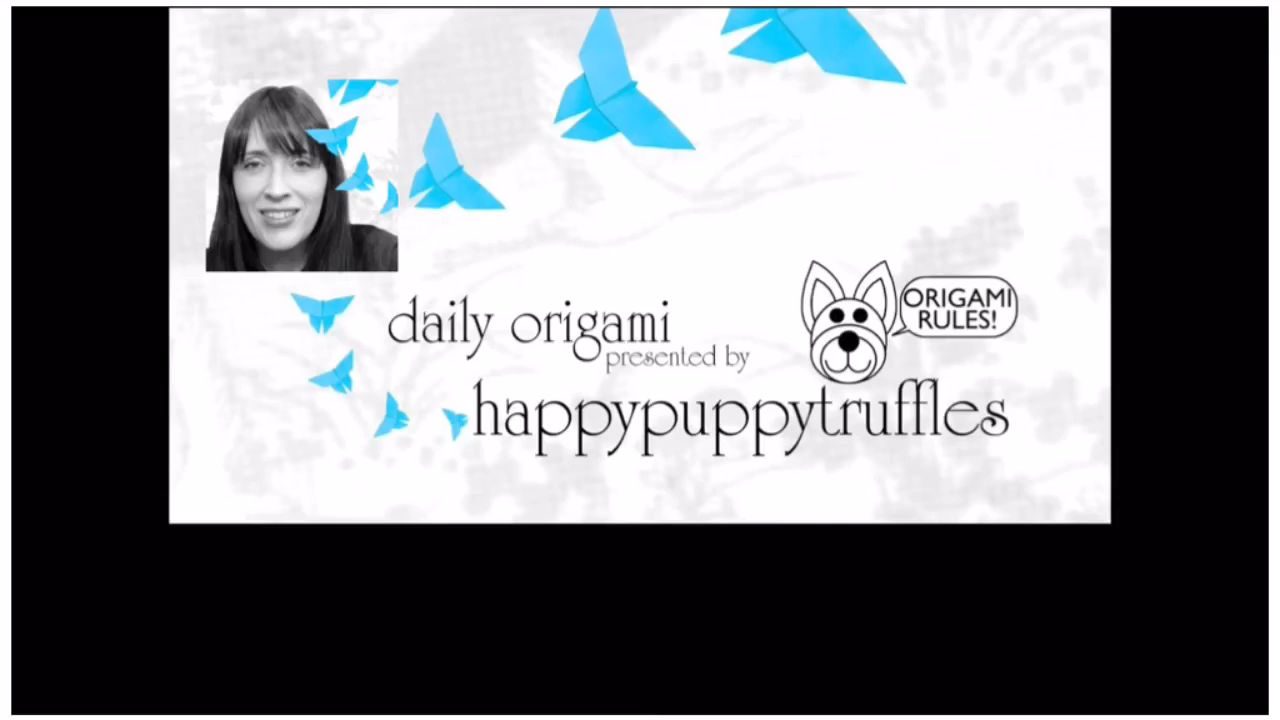 daily origami
presented by
ORIGAMI
RULES!
happypuppytruffles